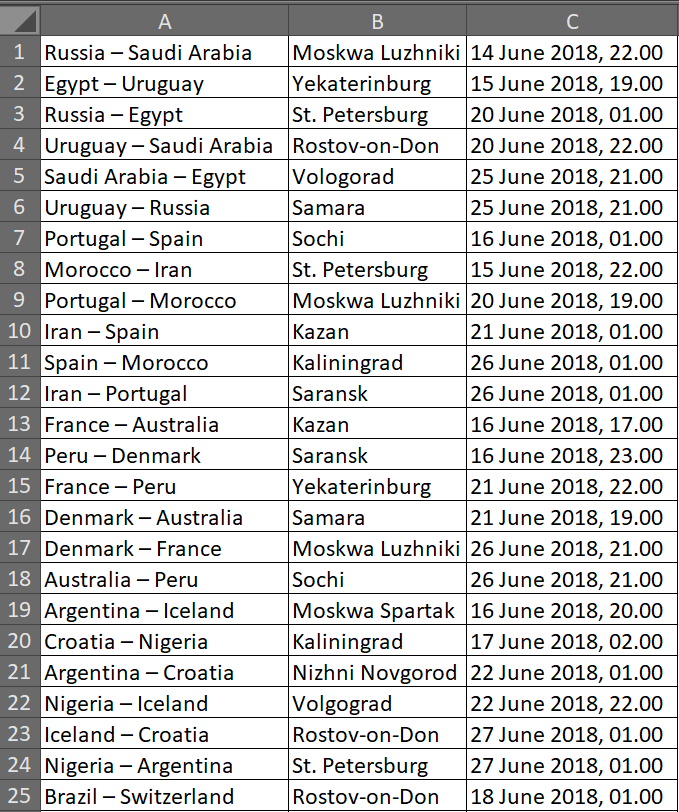 A B C
1 Russia – Saudi Arabia Moskwa Luzhniki 14 June 2018, 22.00
2 Egypt – Uruguay Yekaterinburg 15 June 2018, 19.00
3 Russia – Egypt St. Petersburg 20 June 2018, 01.00
4 Uruguay – Saudi Arabia Rostov-on-Don 20 June 2018, 22.00
5 Saudi Arabia – Egypt Vologorad 25 June 2018, 21.00
6 Uruguay – Russia Samara 25 June 2018, 21.00
7 Portugal – Spain Sochi 16 June 2018, 01.00
8 Morocco – Iran St. Petersburg 15 June 2018, 22.00
9 Portugal – Morocco Moskwa Luzhniki 20 June 2018, 19.00
10 Iran – Spain Kazan 21 June 2018, 01.00
11 Spain – Morocco Kaliningrad 26 June 2018, 01.00
12 Iran – Portugal Saransk 26 June 2018, 01.00
13 France – Australia Kazan 16 June 2018, 17.00
14 Peru – Denmark Saransk 16 June 2018, 23.00
15 France – Peru Yekaterinburg 21 June 2018, 22.00
16 Denmark – Australia Samara 21 June 2018, 19.00
17 Denmark – France Moskwa Luzhniki 26 June 2018, 21.00
18 Australia – Peru Sochi 26 June 2018, 21.00
19 Argentina – Iceland Moskwa Spartak 16 June 2018, 20.00
20 Croatia – Nigeria Kaliningrad 17 June 2018, 02.00
21 Argentina – Croatia Nizhni Novgorod 22 June 2018, 01.00
22 Nigeria – Iceland Volgograd 22 June 2018, 22.00
23 Iceland – Croatia Rostov-on-Don 27 June 2018, 01.00
24 Nigeria – Argentina St. Petersburg 27 June 2018, 01.00
25 Brazil – Switzerland Rostov-on-Don 18 June 2018, 01.00